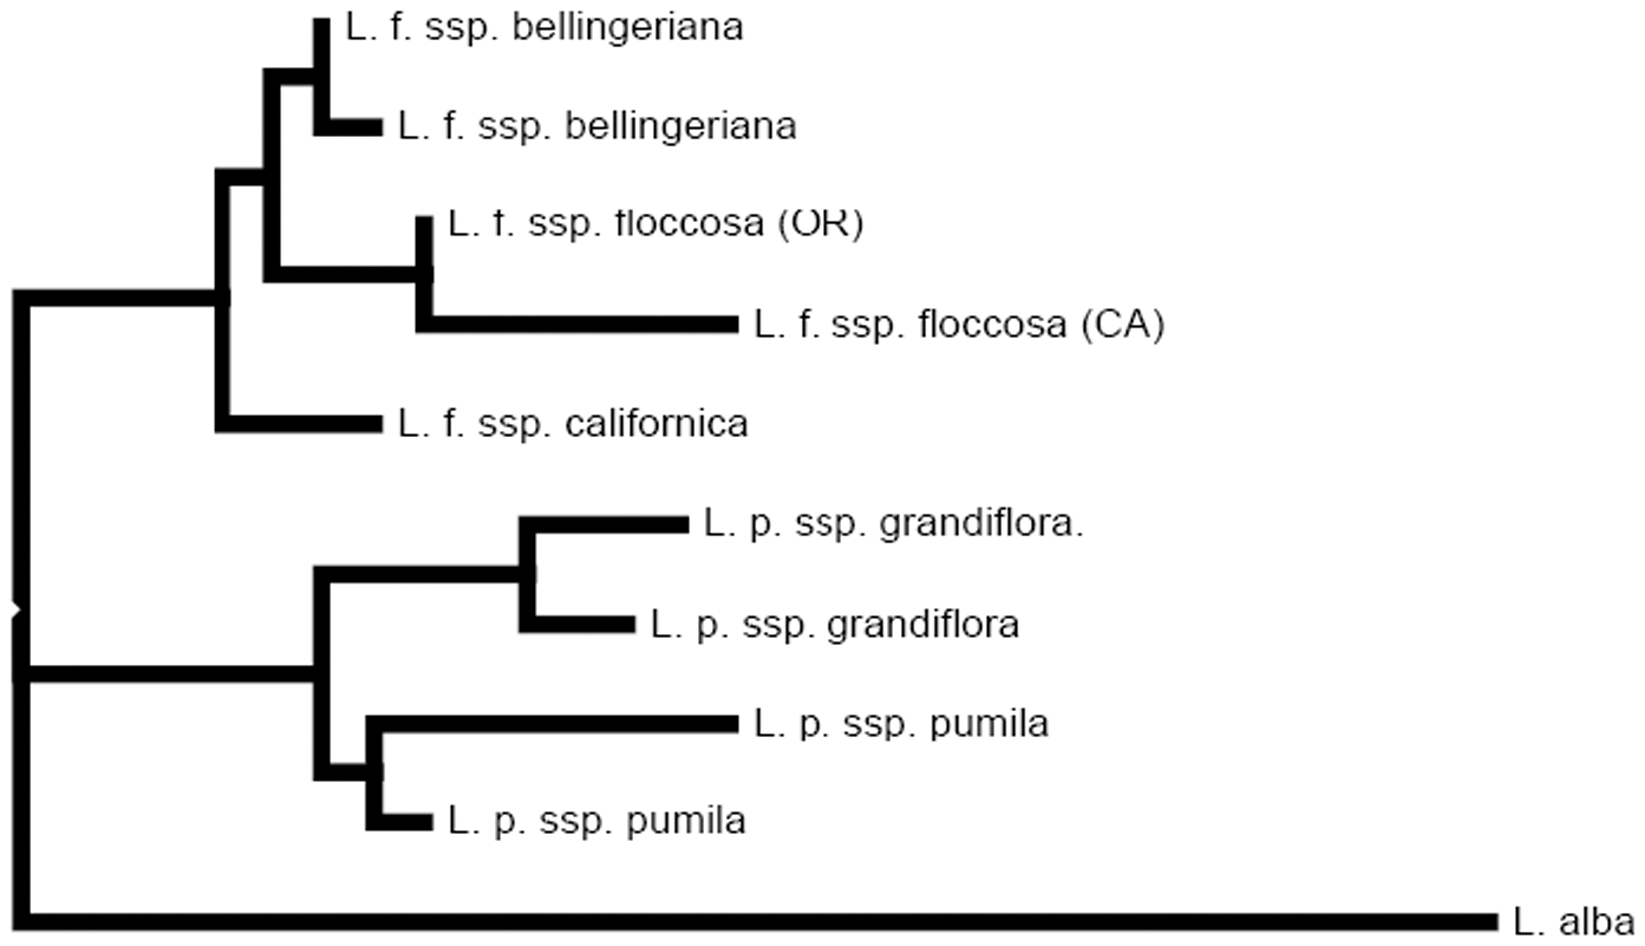 L. f. ssp. bellingeriana
L. f. ssp. bellingeriana
L. f. ssp. floccosa (OR)
L. f. ssp. floccosa (CA)
L. f. ssp. californica
L. p. ssp. grandiflora.
L. p. ssp. grandiflora
L. p. ssp. pumila
L. p. ssp. pumila
L. alba